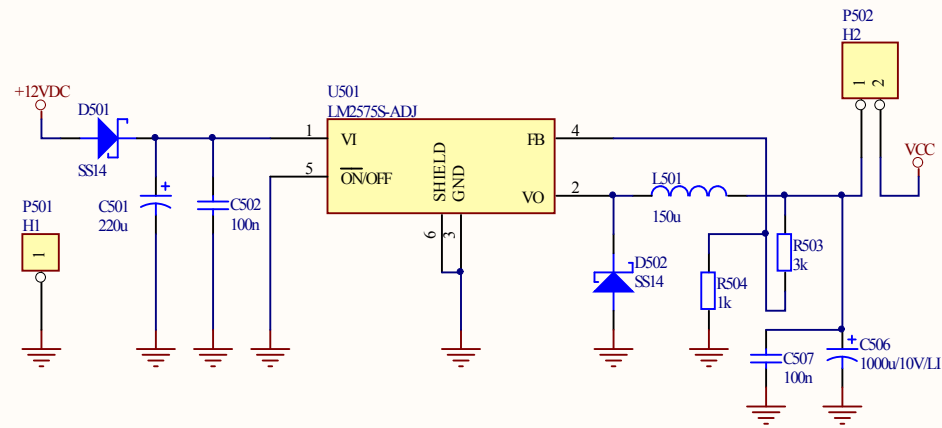 P502
H2
1
2
+12VDC
D501
SS14
U501
LM2575S-ADJ
1
VI
FB
4
5
ON/OFF
SHIELD
GND
VO
2
6
3
L501
150u
VCC
C501
220u
C502
100n
P501
H1
1
D502
SS14
R504
1k
R503
3k
C507
100n
C506
1000u/10V/LI